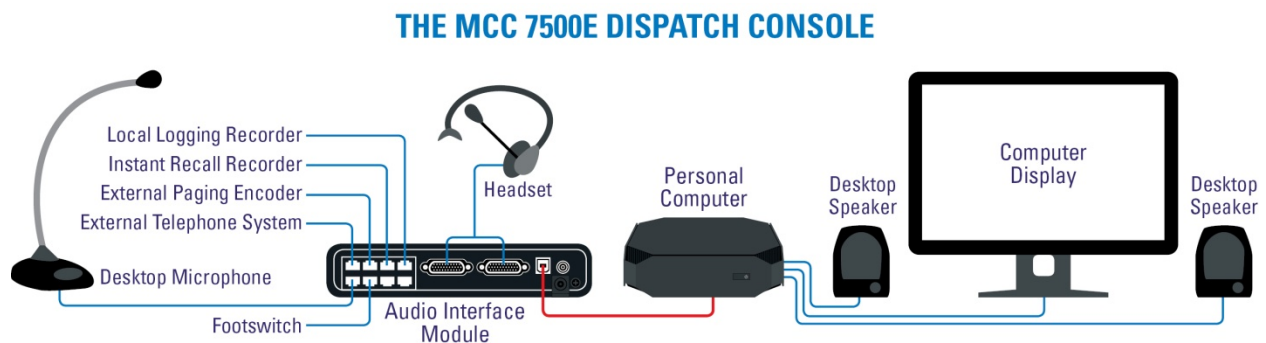 THE MCC 7500E DISPATCH CONSOLE
Local Logging Recorder
Instant Recall Recorder
External Paging Encoder
External Telephone System
Desktop Microphone
Footswitch
Audio Interface
Module
Headset
Personal
Computer
Desktop
Speaker
Computer
Display
Desktop
Speaker